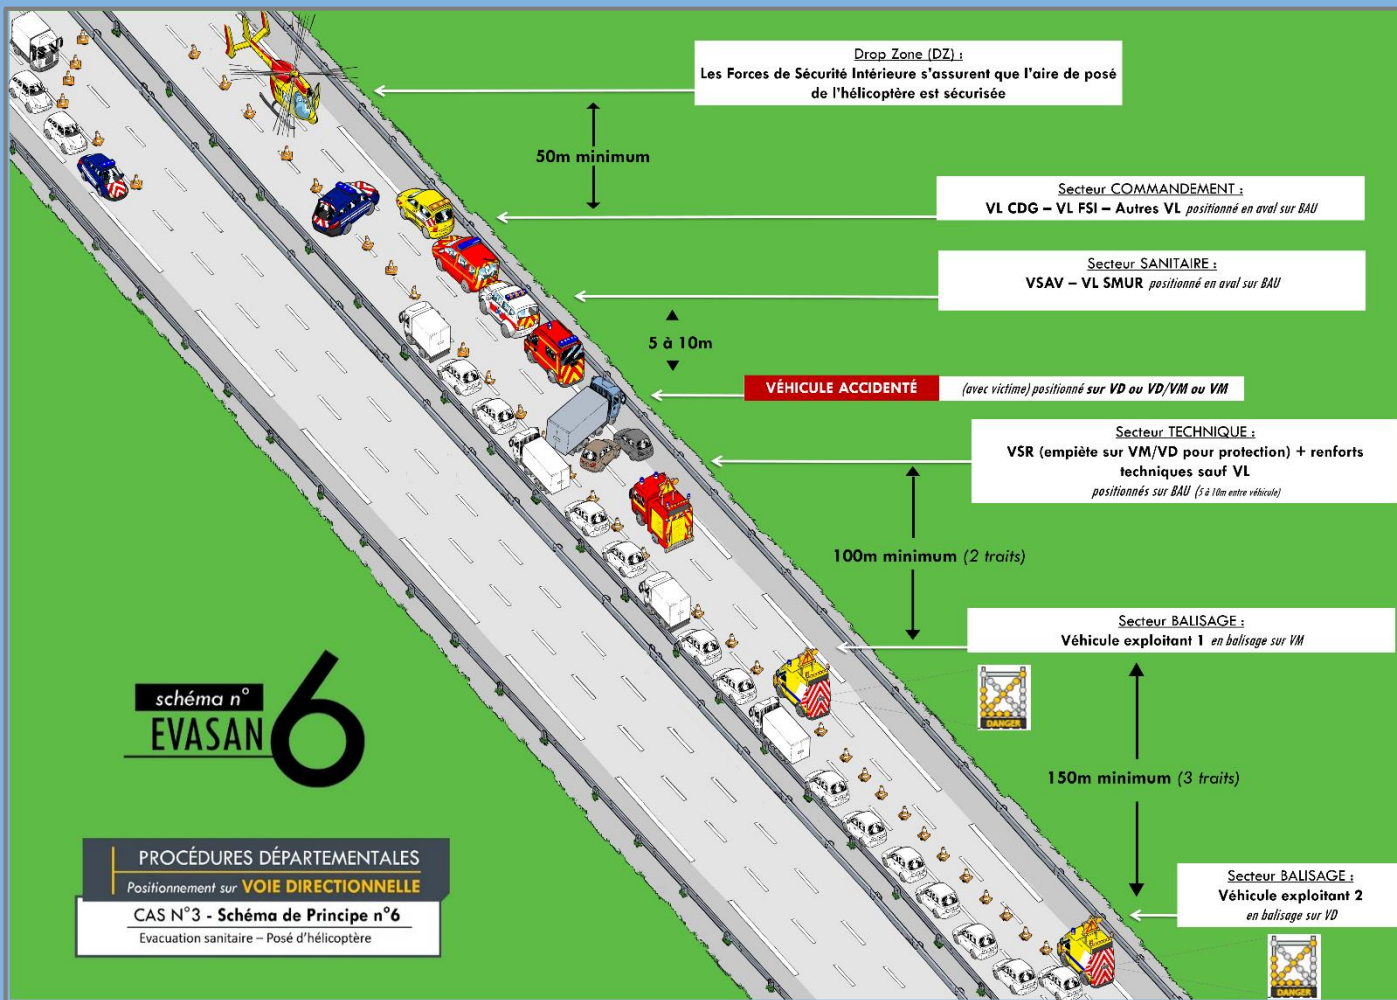 Drop Zone (DZ) :
Les Forces de Sécurité Intérieure s'assurent que l'aire de posé
de l'hélicoptère est sécurisée
50m minimum
Secteur COMMANDEMENT :
VL CDG – VL FSI – Autres VL positionné en aval sur BAU
Secteur SANITAIRE :
VSAV – VL SMUR positionné en aval sur BAU
5 à 10m
VÉHICULE ACCIDENTÉ (avec victime) positionné sur VD ou VD/VM ou VM
Secteur TECHNIQUE :
VSR (empiète sur VM/VD pour protection) + renforts
techniques sauf VL
positionnés sur BAU (5 à 10m entre véhicule)
100m minimum (2 traits)
Secteur BALISAGE :
Véhicule exploitant 1 en balisage sur VM
DANGER
150m minimum (3 traits)
Secteur BALISAGE :
Véhicule exploitant 2
en balisage sur VD
DANGER
schéma n°
EVASAN 6
PROCÉDURES DÉPARTEMENTALES
Positionnement sur VOIE DIRECTIONNELLE
CAS N°3 - Schéma de Principe n°6
Evacuation sanitaire – Posé d'hélicoptère